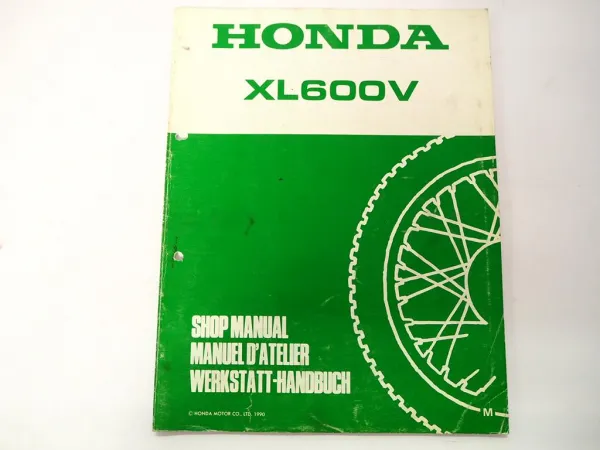 HONDA
XL600V
SHOP MANUAL
MANUEL D'ATELIER
WERKSTATT-HANDBUCH
© HONDA MOTOR CO., LTD. 1990
M